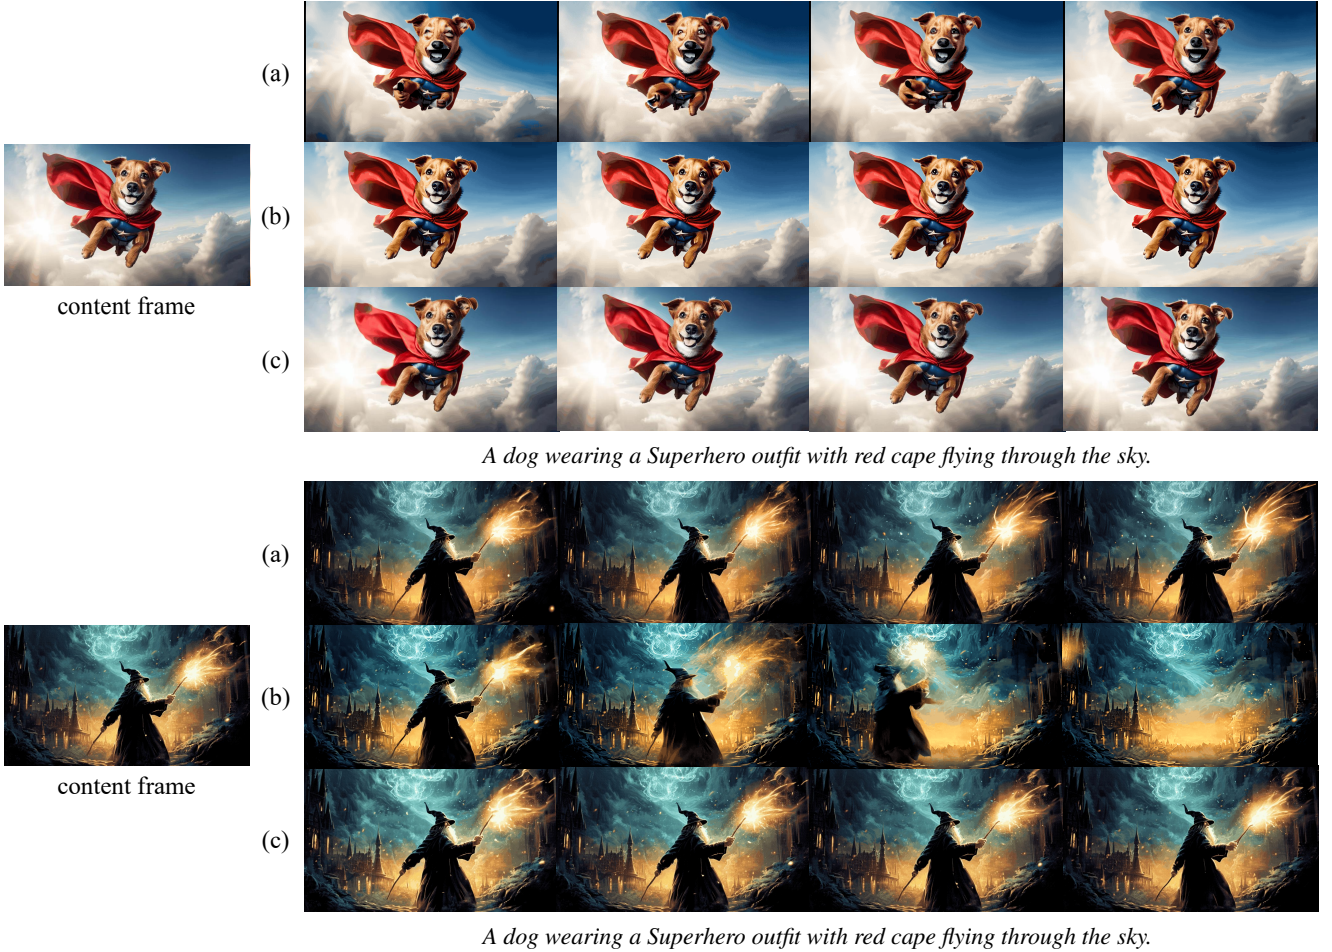 (a)
(b)
content frame
(c)
A dog wearing a Superhero outfit with red cape flying through the sky.
(a)
(b)
content frame
(c)
A dog wearing a Superhero outfit with red cape flying through the sky.